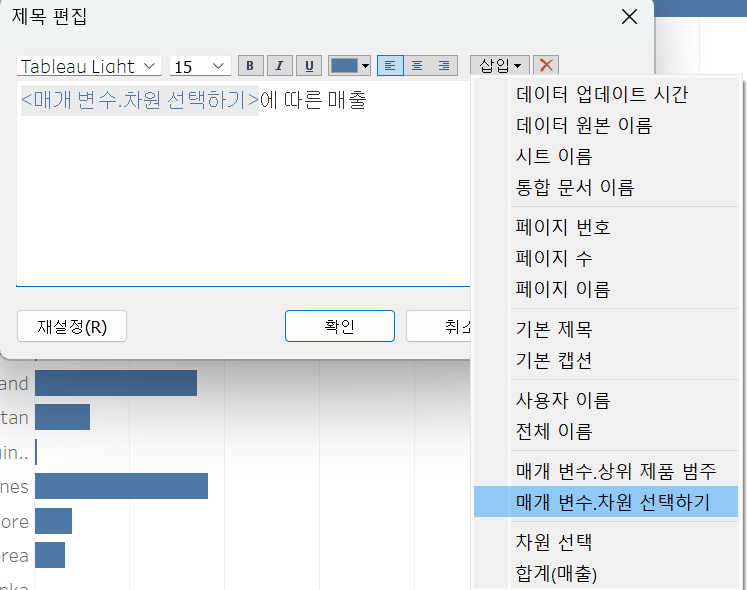 제목 편집
Tableau Light 15 B I U 삽입
<매개 변수.차원 선택하기>에 따른 매출
재설정(R) 확인 취소
데이터 업데이트 시간
데이터 원본 이름
시트 이름
통합 문서 이름
페이지 번호
페이지 수
페이지 이름
기본 제목
기본 캡션
사용자 이름
전체 이름
매개 변수.상위 제품 범주
매개 변수.차원 선택하기
차원 선택
합계(매출)
and
tan
in..
nes
ore
rea